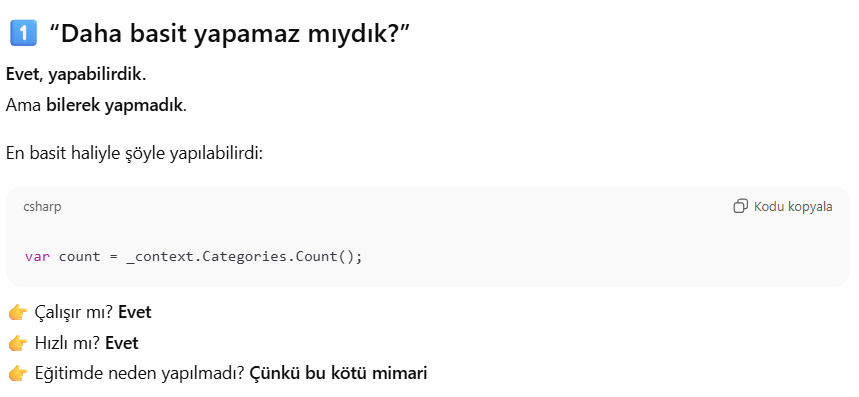 1 “Daha basit yapamaz mıydık?”
Evet, yapabilirdik.
Ama bilerek yapmadık.
En basit haliyle şöyle yapılabilirdi:
csharp
Kodu kopyala
var count = _context.Categories.Count();
👉 Çalışır mı? Evet
👉 Hızlı mı? Evet
👉 Eğitimde neden yapılmadı? Çünkü bu kötü mimari